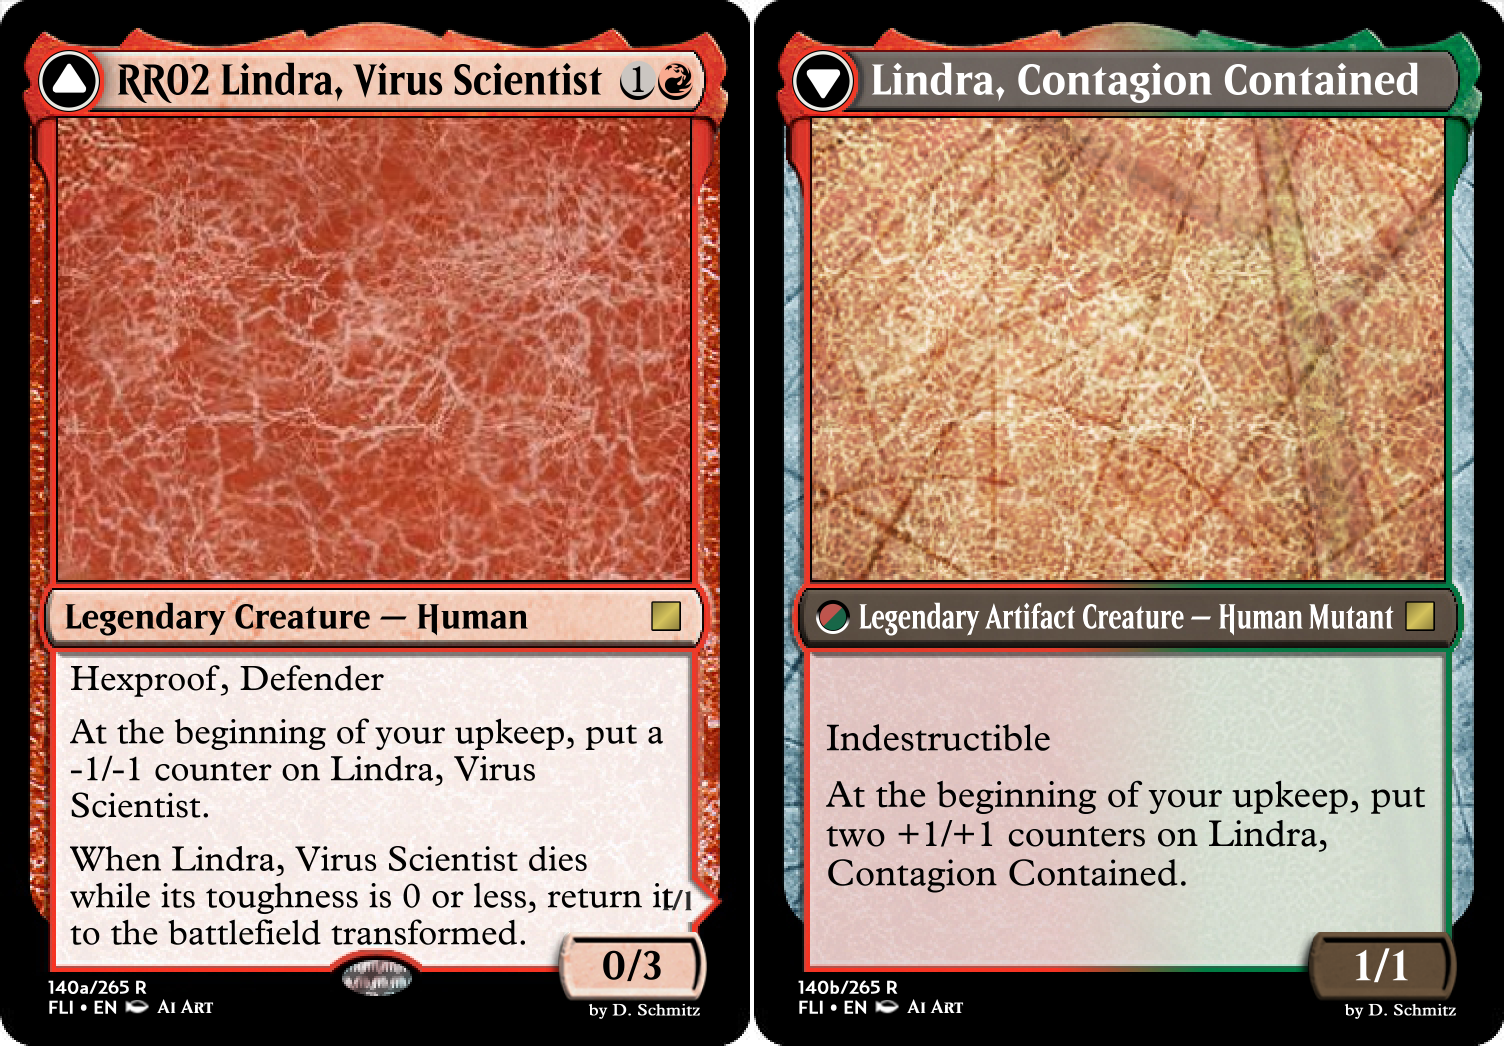 RR02 Lindra, Virus Scientist 1
Legendary Creature — Human
Hexproof, Defender
At the beginning of your upkeep, put a
-1/-1 counter on Lindra, Virus
Scientist.
When Lindra, Virus Scientist dies
while its toughness is 0 or less, return it
to the battlefield transformed.
1/1
0/3
140a/265 R
FLI • EN AI ART
by D. Schmitz
Lindra, Contagion Contained
Legendary Artifact Creature — Human Mutant
Indestructible
At the beginning of your upkeep, put
two +1/+1 counters on Lindra,
Contagion Contained.
1/1
140b/265 R
FLI • EN AI ART
by D. Schmitz